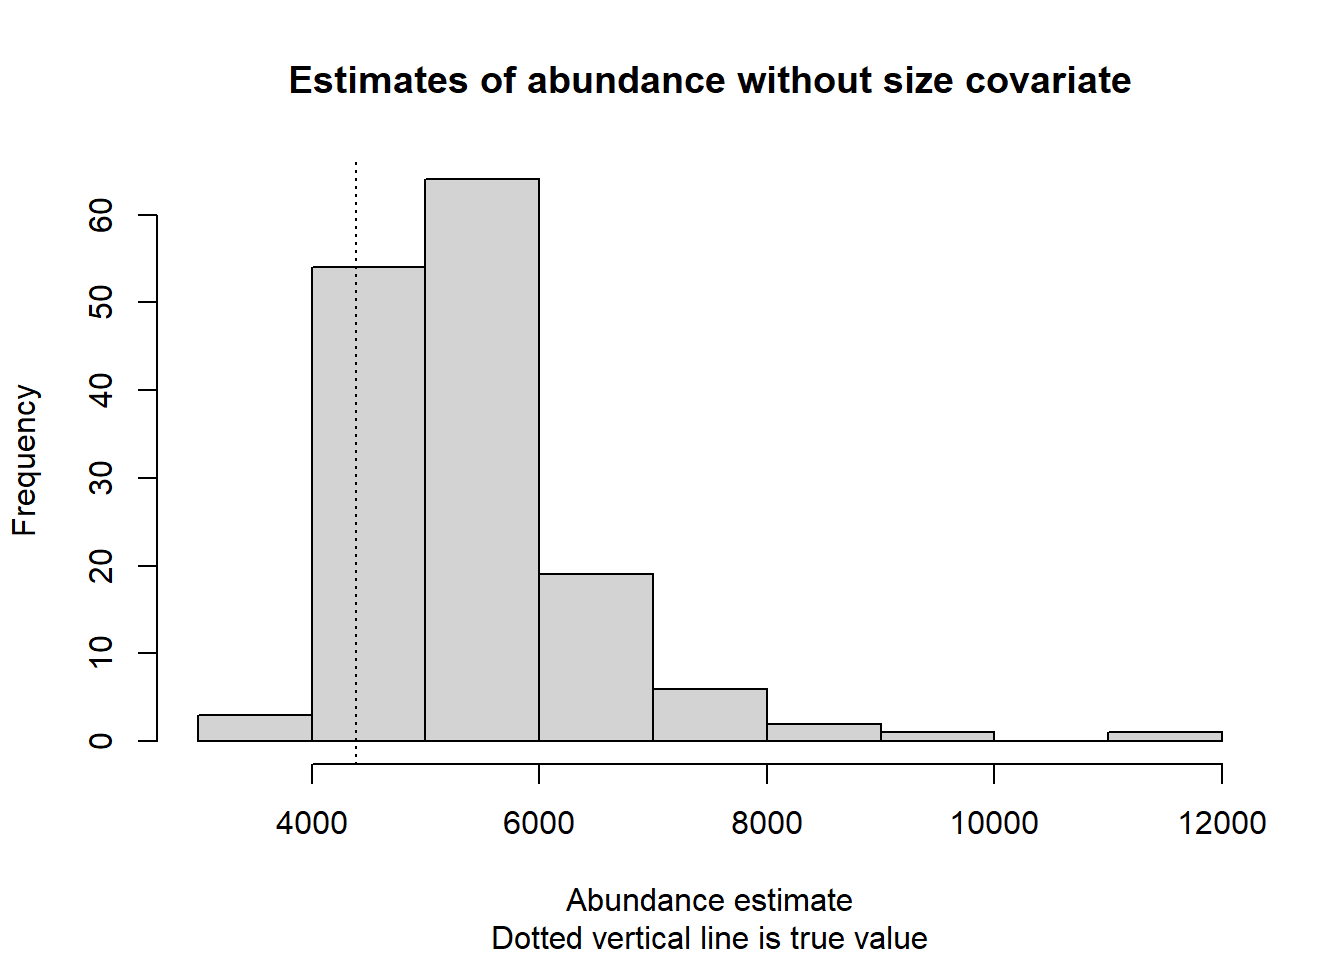 Estimates of abundance without size covariate
Frequency
60
50
40
30
20
10
0
4000 6000 8000 10000 12000
Abundance estimate
Dotted vertical line is true value